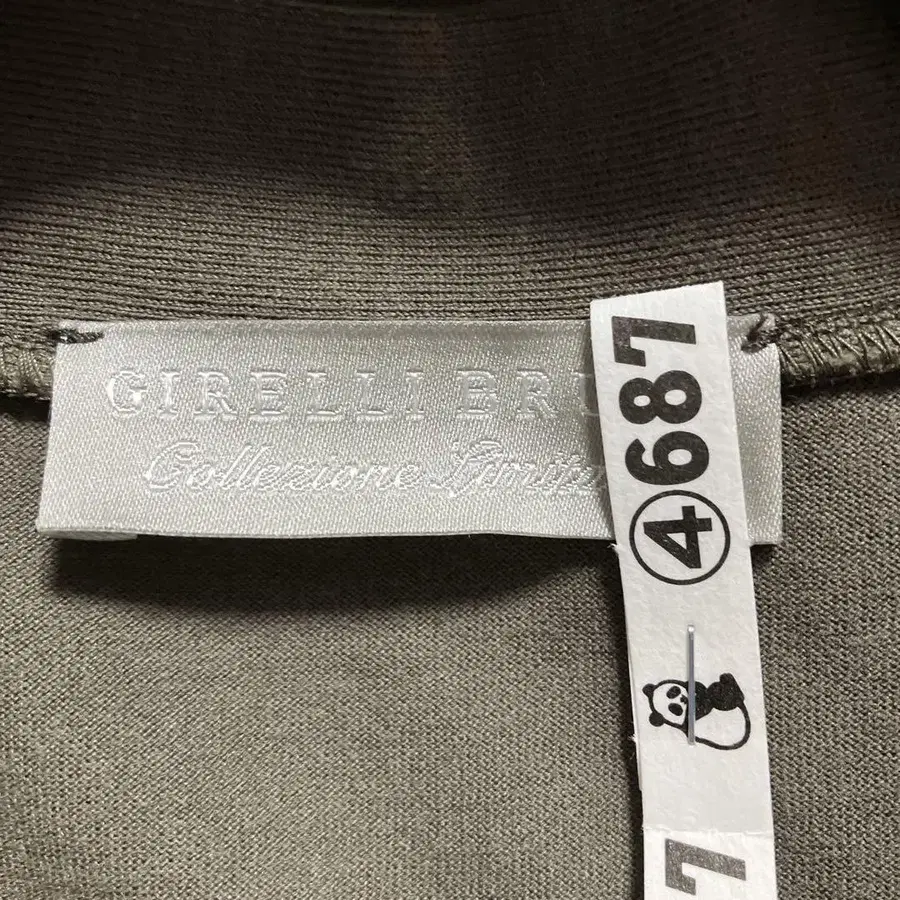 GIRELLI BRU
Collezione Limit
④687
7